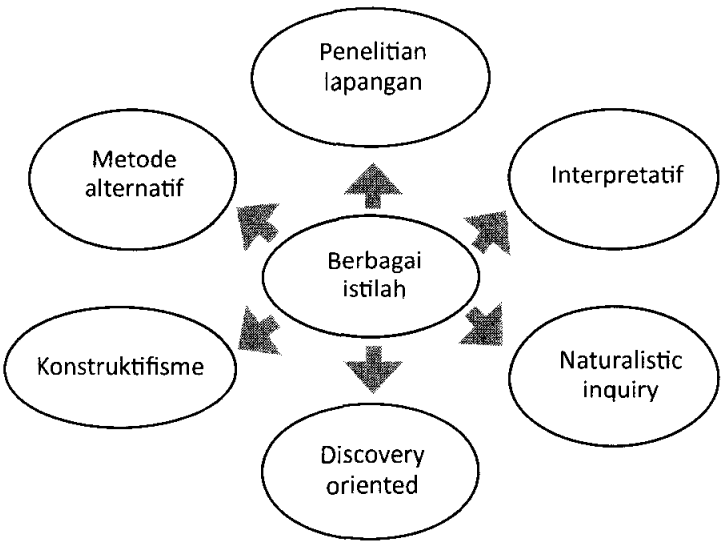 Penelitian
lapangan
Metode
alternatif
Interpretatif
Berbagai
istilah
Konstruktifisme
Naturalistic
inquiry
Discovery
oriented